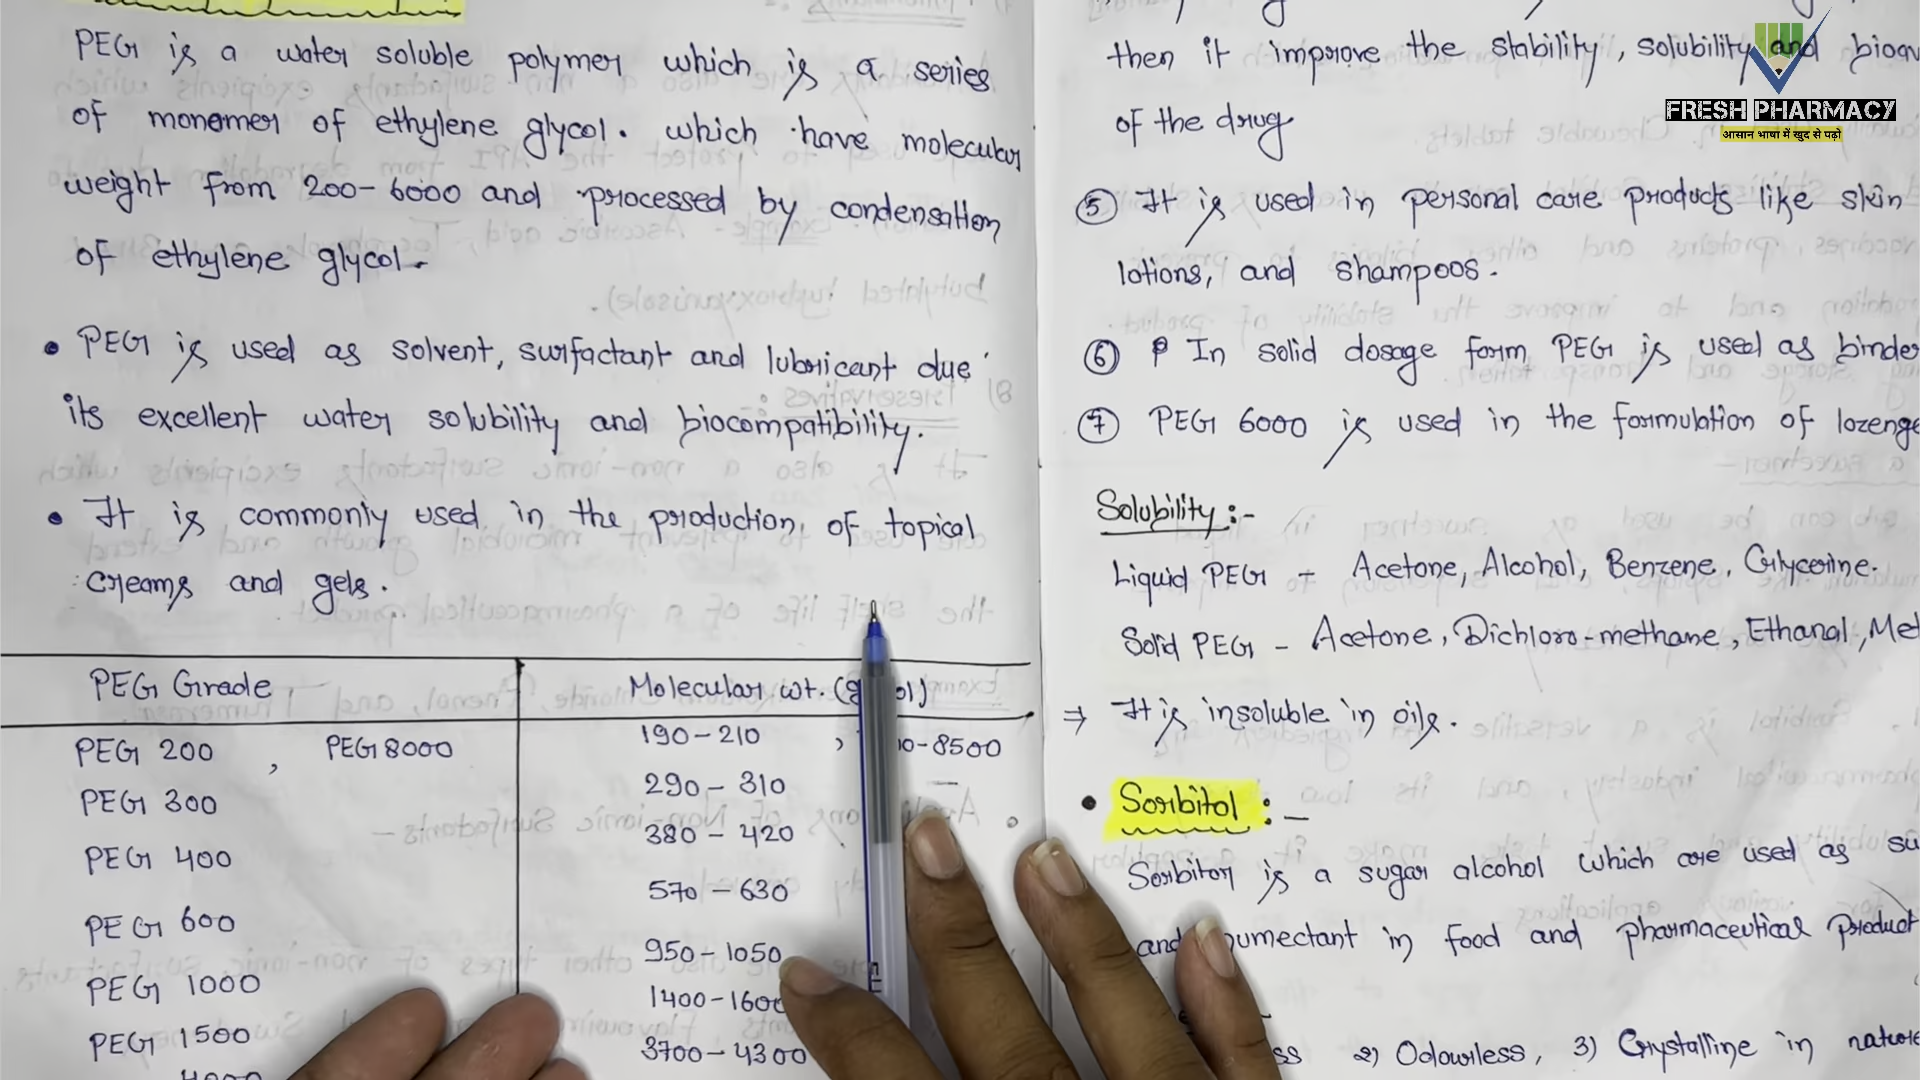 PEG is a water soluble polymer which is a series
of monomer of ethylene glycol. which have molecular
weight from 200-6000 and processed by condensation
of ethylene glycol.
• PEG is used as solvent, surfactant and lubricant due
its excellent water solubility and biocompatibility.
• It is commonly used in the production, of topical
creams and gels.
PEG Grade Molecular wt.
PEG 200, PEG 8000 190-210, -8500
PEG 300 290-310
PEG 400 380-420
PEG 600 570-630
PEG 1000 950-1050
PEG 1500 1400-1600
3700-4300
then it improve the stability, solubility and
of the drug
5 It is used in personal care products like skin
lotions, and shampoos.
6 In solid dosage form PEG is used as binder
7 PEG 6000 is used in the formulation of lozenge
Solubility:-
Liquid PEG - Acetone, Alcohol, Benzene, Glycerine.
Solid PEG - Acetone, Dichloro-methane, Ethanal, Met
⇒ It is insoluble in oils.
• Sorbitol :-
is a sugar alcohol which are used as su
and humectant in food and pharmaceutical product
ss 2) Odourless, 3) Crystalline in nature
FRESH PHARMACY
आसान भाषा में खुद से पढ़ो